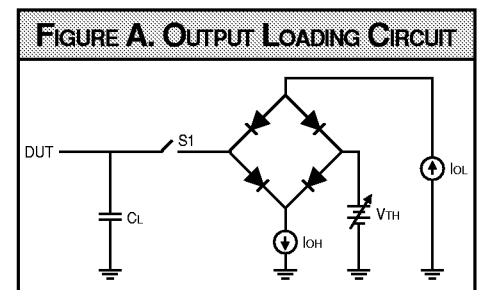 FIGURE A. OUTPUT LOADING CIRCUIT
S1
DUT
IOL
CL
VTH
IOH